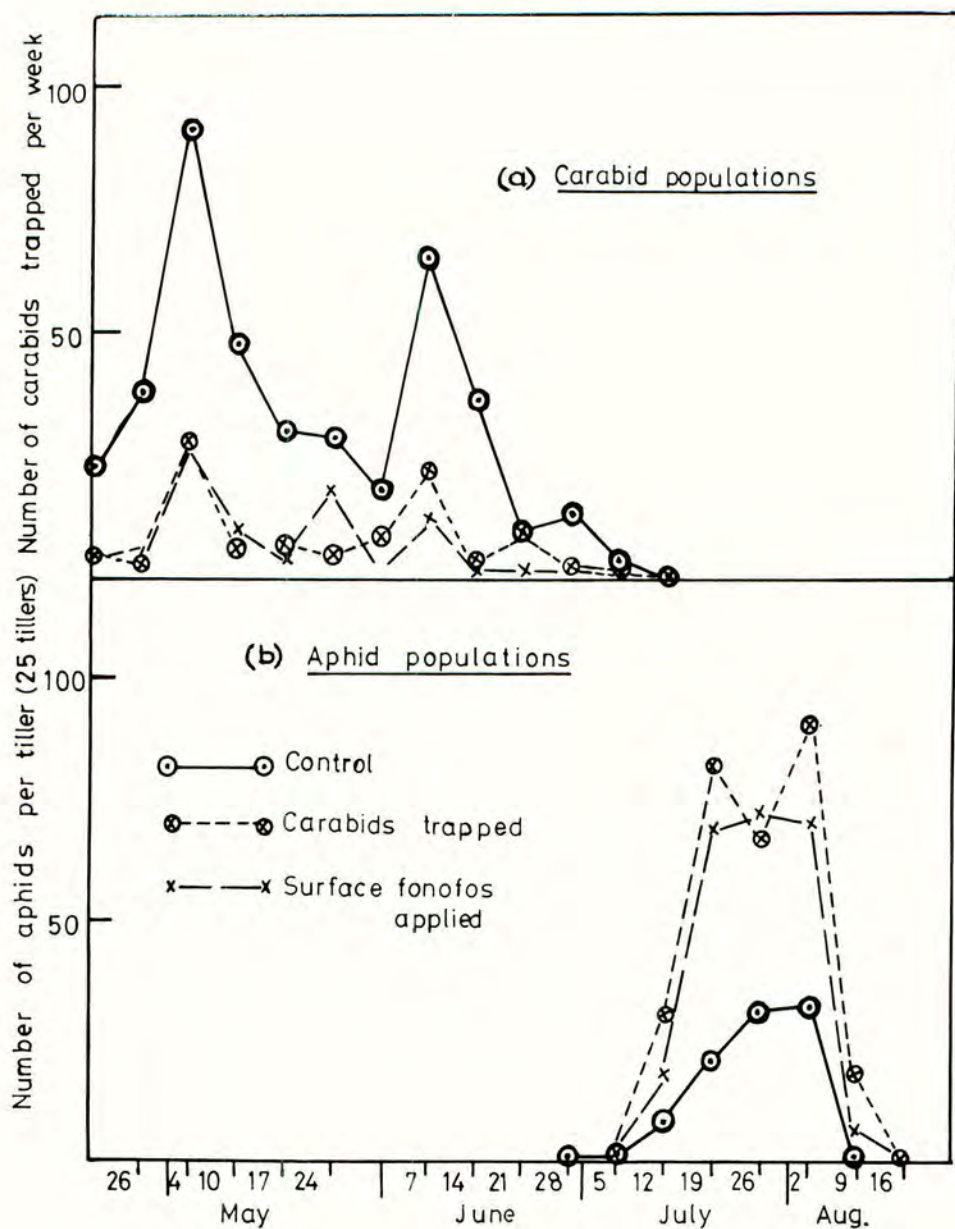 Number of carabids trapped per week
100
50
(a) Carabid populations
Number of aphids per tiller (25 tillers)
100
50
(b) Aphid populations
Control
Carabids trapped
Surface fonofos
applied
26 4 10 17 24 7 14 21 28 5 12 19 26 2 9 16
May June July Aug.